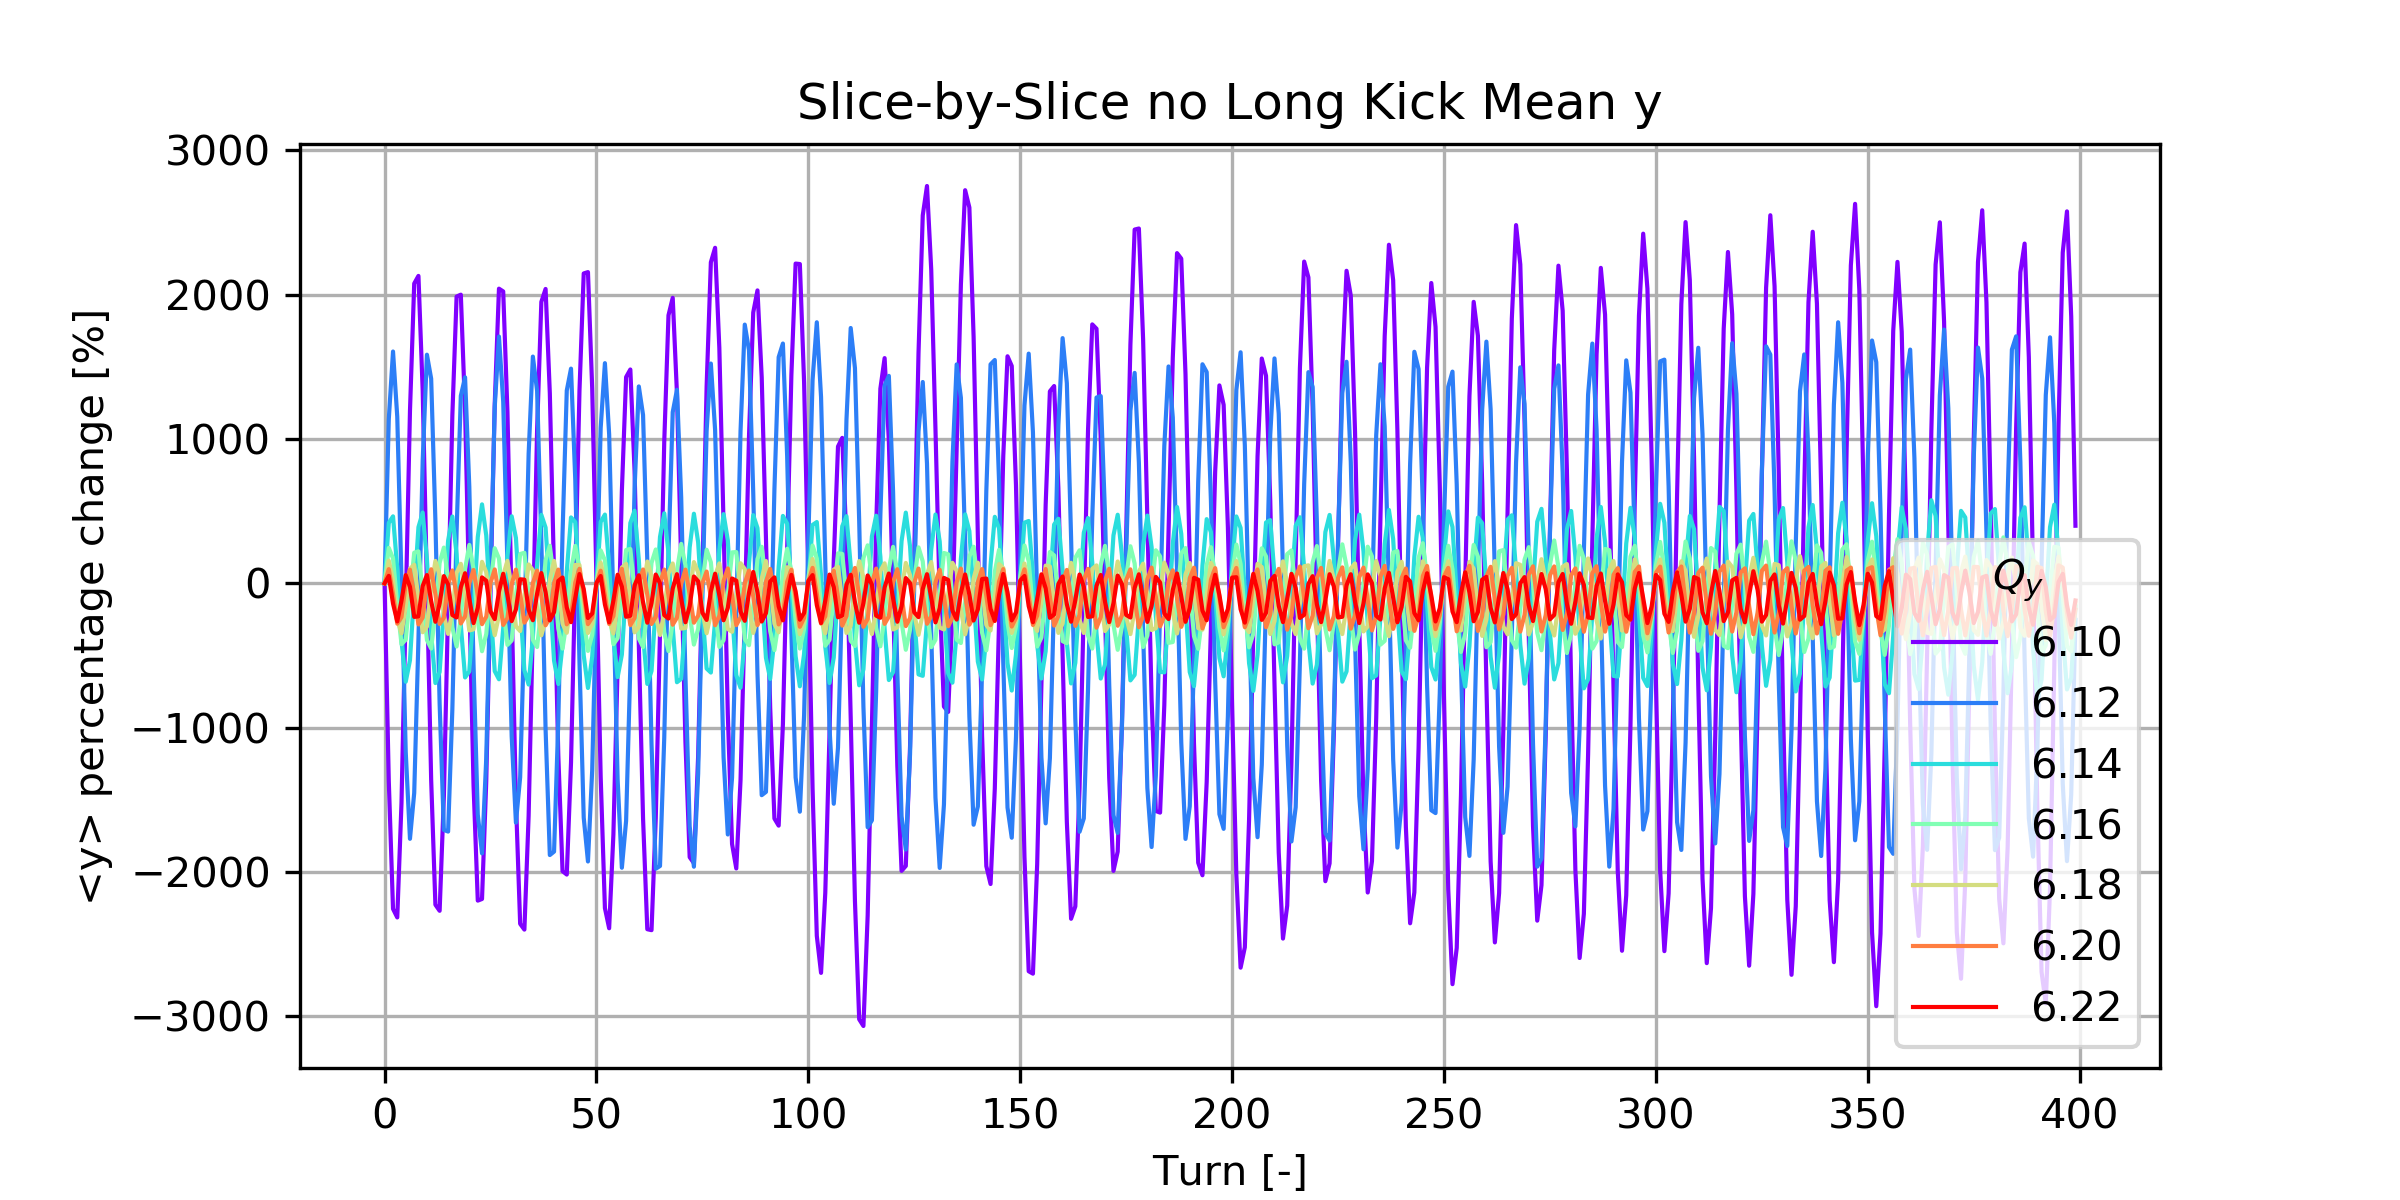 Slice-by-Slice no Long Kick Mean y
<y> percentage change [%]
3000
2000
1000
0
−1000
−2000
−3000
0 50 100 150 200 250 300 350 400
Turn [-]
Qy
6.10
6.12
6.14
6.16
6.18
6.20
6.22